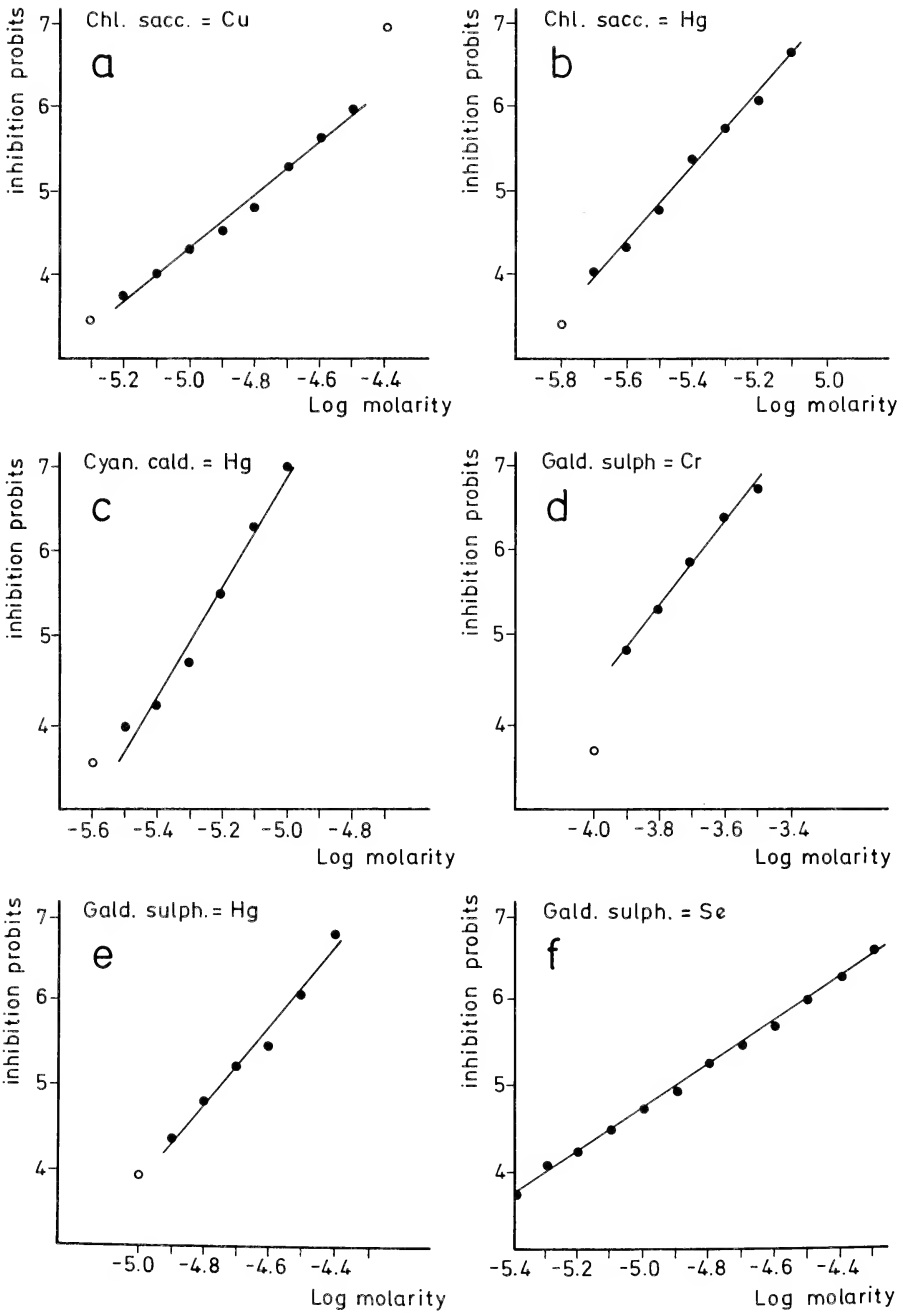 Chl. sacc. = Cu
a
inhibition probits
7
6
5
4
-5.2 -5.0 -4.8 -4.6 -4.4
Log molarity
Chl. sacc. = Hg
b
inhibition probits
7
6
5
4
-5.8 -5.6 -5.4 -5.2 5.0
Log molarity
Cyan. cald. = Hg
c
inhibition probits
7
6
5
4
-5.6 -5.4 -5.2 -5.0 -4.8
Log molarity
Gald. sulph = Cr
d
inhibition probits
7
6
5
4
-4.0 -3.8 -3.6 -3.4
Log molarity
Gald. sulph. = Hg
e
inhibition probits
7
6
5
4
-5.0 -4.8 -4.6 -4.4
Log molarity
Gald. sulph. = Se
f
inhibition probits
7
6
5
4
-5.4 -5.2 -5.0 -4.8 -4.6 -4.4
Log molarity